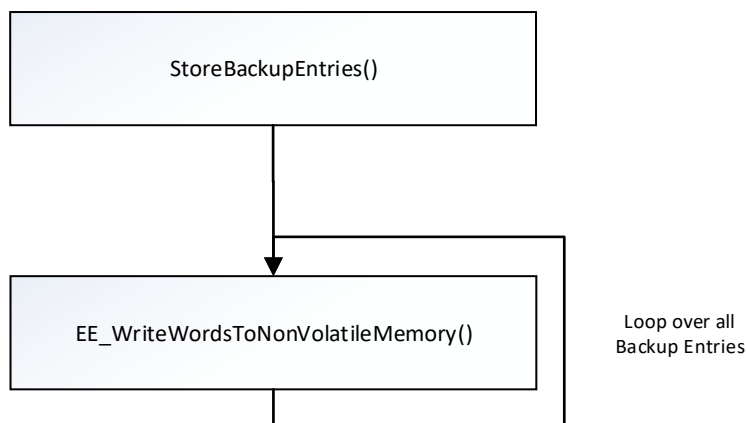 StoreBackupEntries()
EE_WriteWordsToNonVolatileMemory()
Loop over all
Backup Entries